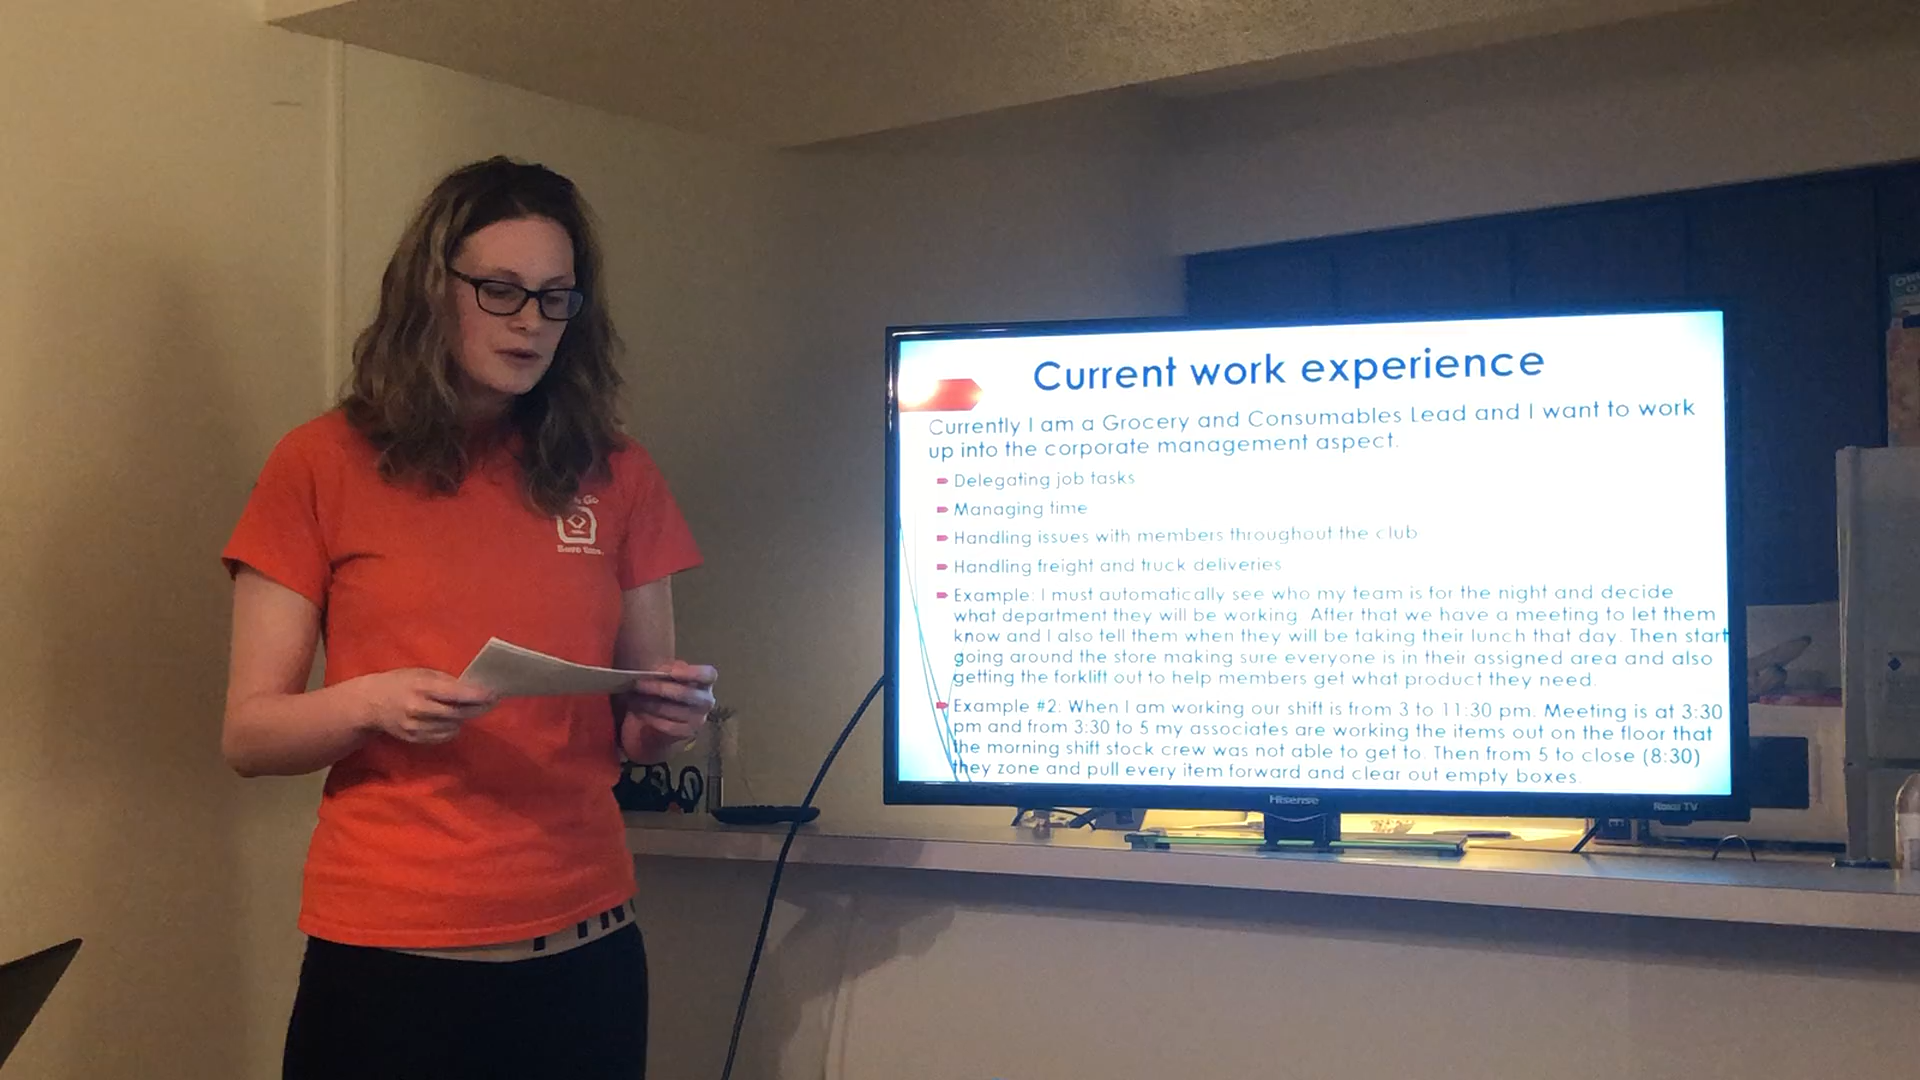 Current work experience
Currently I am a Grocery and Consumables Lead and I want to work
up into the corporate management aspect.
Delegating job tasks
Managing time
Handling issues with members throughout the club
Handling freight and truck deliveries
Example: I must automatically see who my team is for the night and decide
what department they will be working. After that we have a meeting to let them
know and I also tell them when they will be taking their lunch that day. Then start
going around the store making sure everyone is in their assigned area and also
getting the forklift out to help members get what product they need.
Example #2: When I am working our shift is from 3 to 11:30 pm. Meeting is at 3:30
pm and from 3:30 to 5 my associates are working the items out on the floor that
the morning shift stock crew was not able to get to. Then from 5 to close (8:30)
they zone and pull every item forward and clear out empty boxes.
Hisense
Roku TV
Go